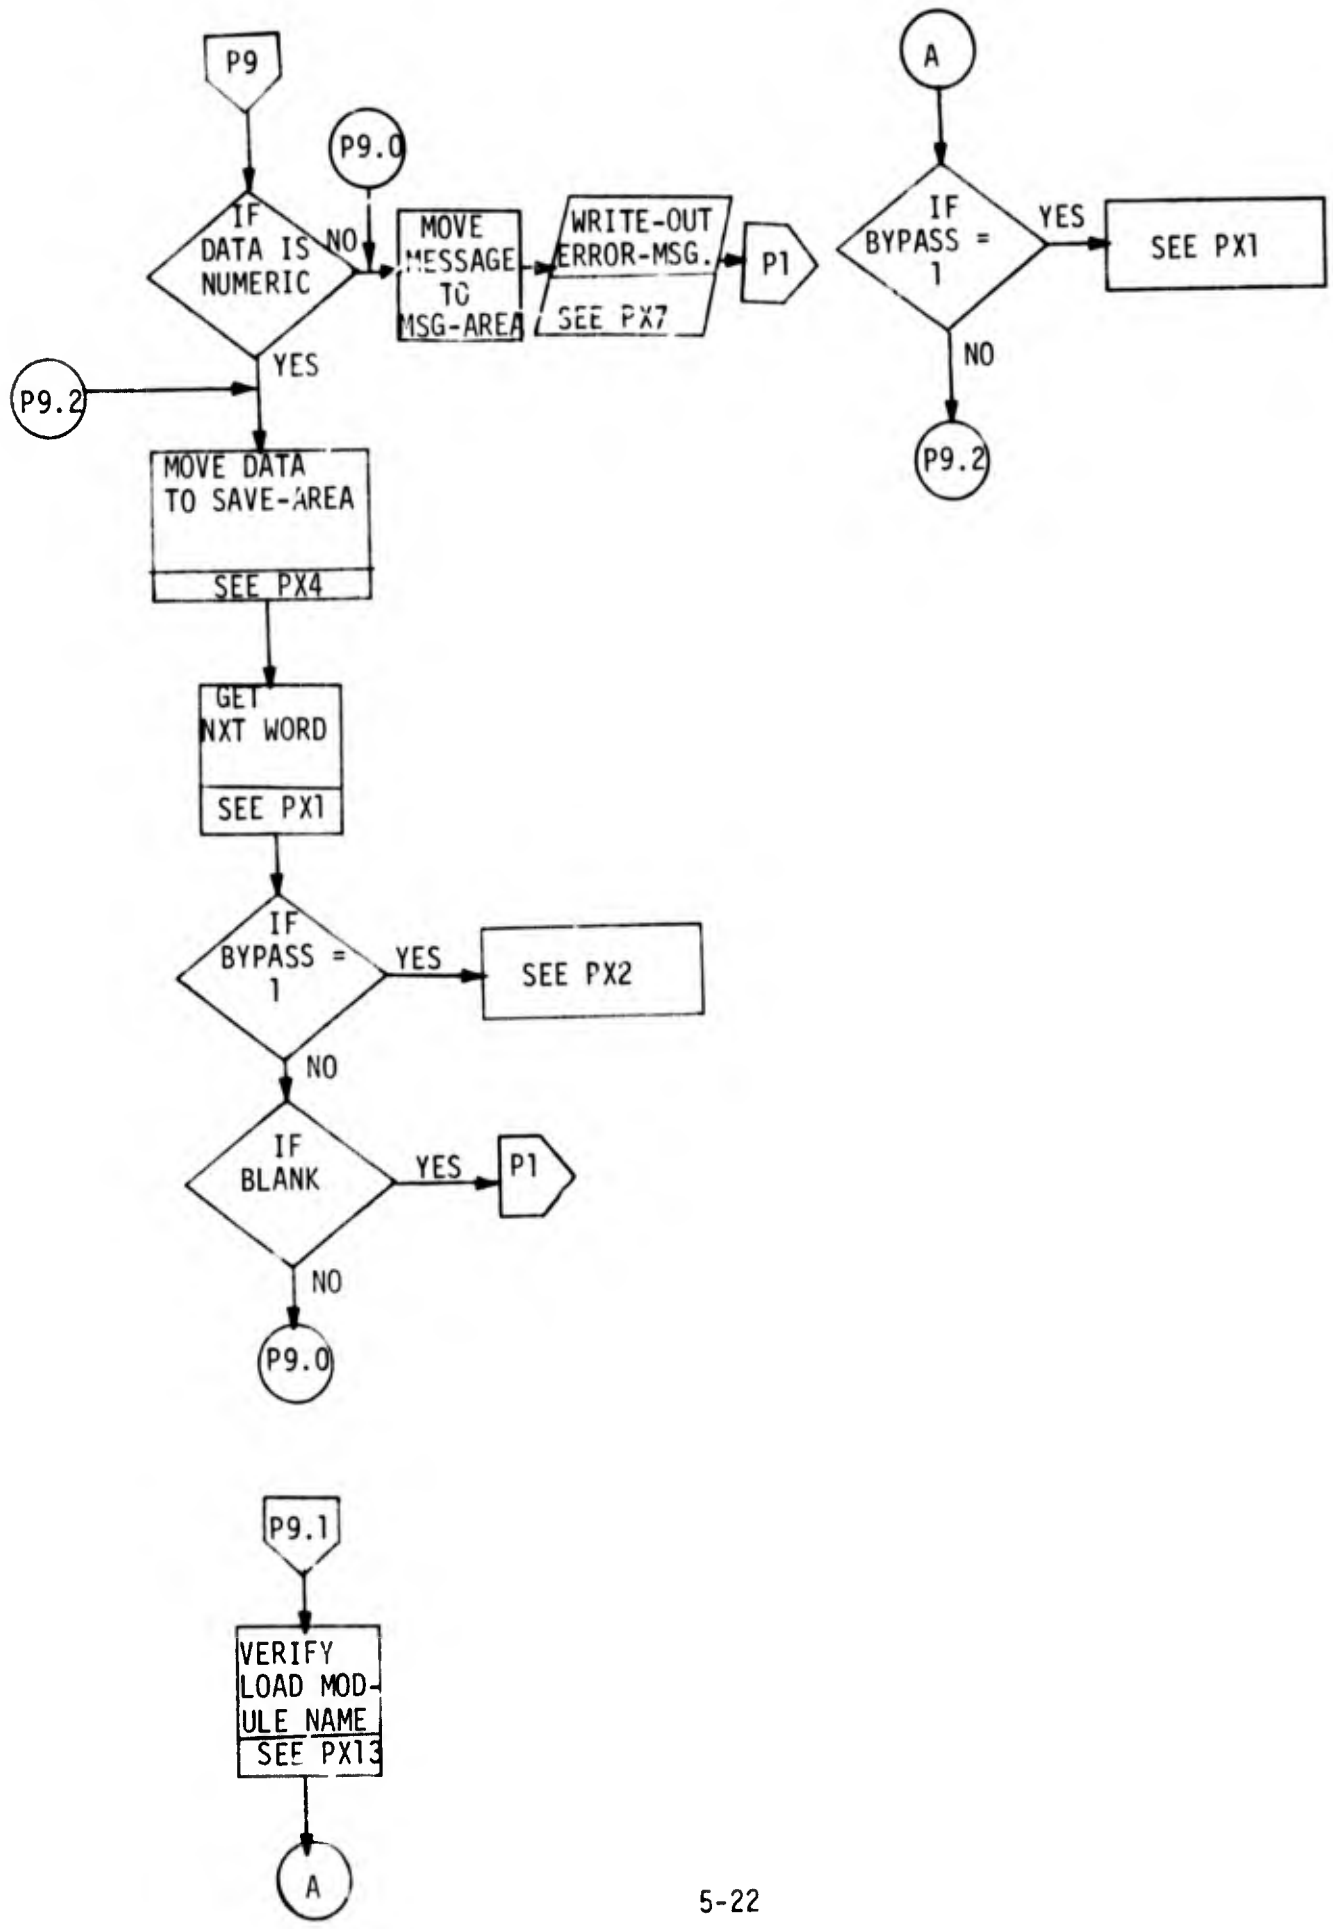 P9
P9.0
IF
DATA IS
NUMERIC
NO
MOVE
MESSAGE
TO
MSG-AREA
WRITE-OUT
ERROR-MSG.
SEE PX7
P1
YES
P9.2
MOVE DATA
TO SAVE-AREA
SEE PX4
GET
NXT WORD
SEE PX1
IF
BYPASS =
1
YES
SEE PX2
NO
IF
BLANK
YES
P1
NO
P9.0
P9.1
VERIFY
LOAD MOD-
ULE NAME
SEE PX13
A
A
IF
BYPASS =
1
YES
SEE PX1
NO
P9.2
5-22